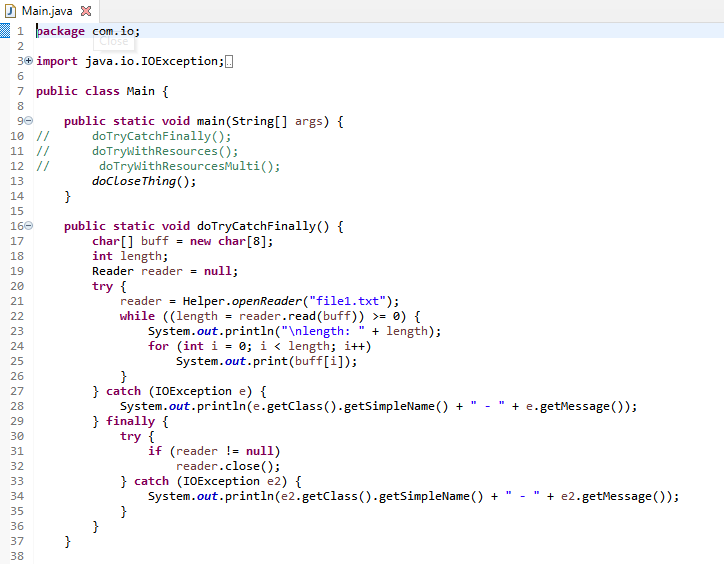 Main.java
1 package com.io;
Close
2
3 import java.io.IOException;
6
7 public class Main {
8
9     public static void main(String[] args) {
10 //      doTryCatchFinally();
11 //      doTryWithResources();
12 //       doTryWithResourcesMulti();
13         doCloseThing();
14     }
15
16     public static void doTryCatchFinally() {
17         char[] buff = new char[8];
18         int length;
19         Reader reader = null;
20         try {
21             reader = Helper.openReader("file1.txt");
22             while ((length = reader.read(buff)) >= 0) {
23                 System.out.println("\nlength: " + length);
24                 for (int i = 0; i < length; i++)
25                     System.out.print(buff[i]);
26             }
27         } catch (IOException e) {
28             System.out.println(e.getClass().getSimpleName() + " - " + e.getMessage());
29         } finally {
30             try {
31                 if (reader != null)
32                     reader.close();
33             } catch (IOException e2) {
34                 System.out.println(e2.getClass().getSimpleName() + " - " + e2.getMessage());
35             }
36         }
37     }
38